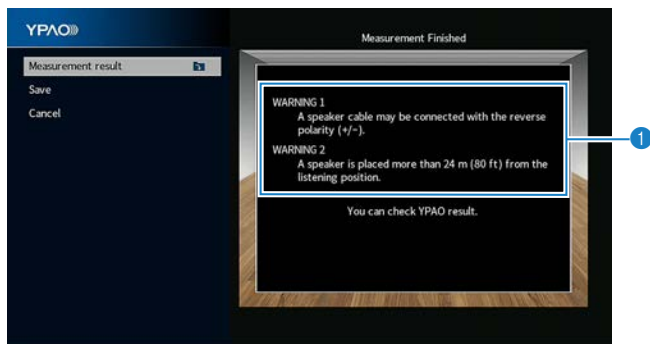 YPAO
Measurement Finished
Measurement result
Save
Cancel
WARNING 1
A speaker cable may be connected with the reverse
polarity (+/-).
WARNING 2
A speaker is placed more than 24 m (80 ft) from the
listening position.
You can check YPAO result.
1